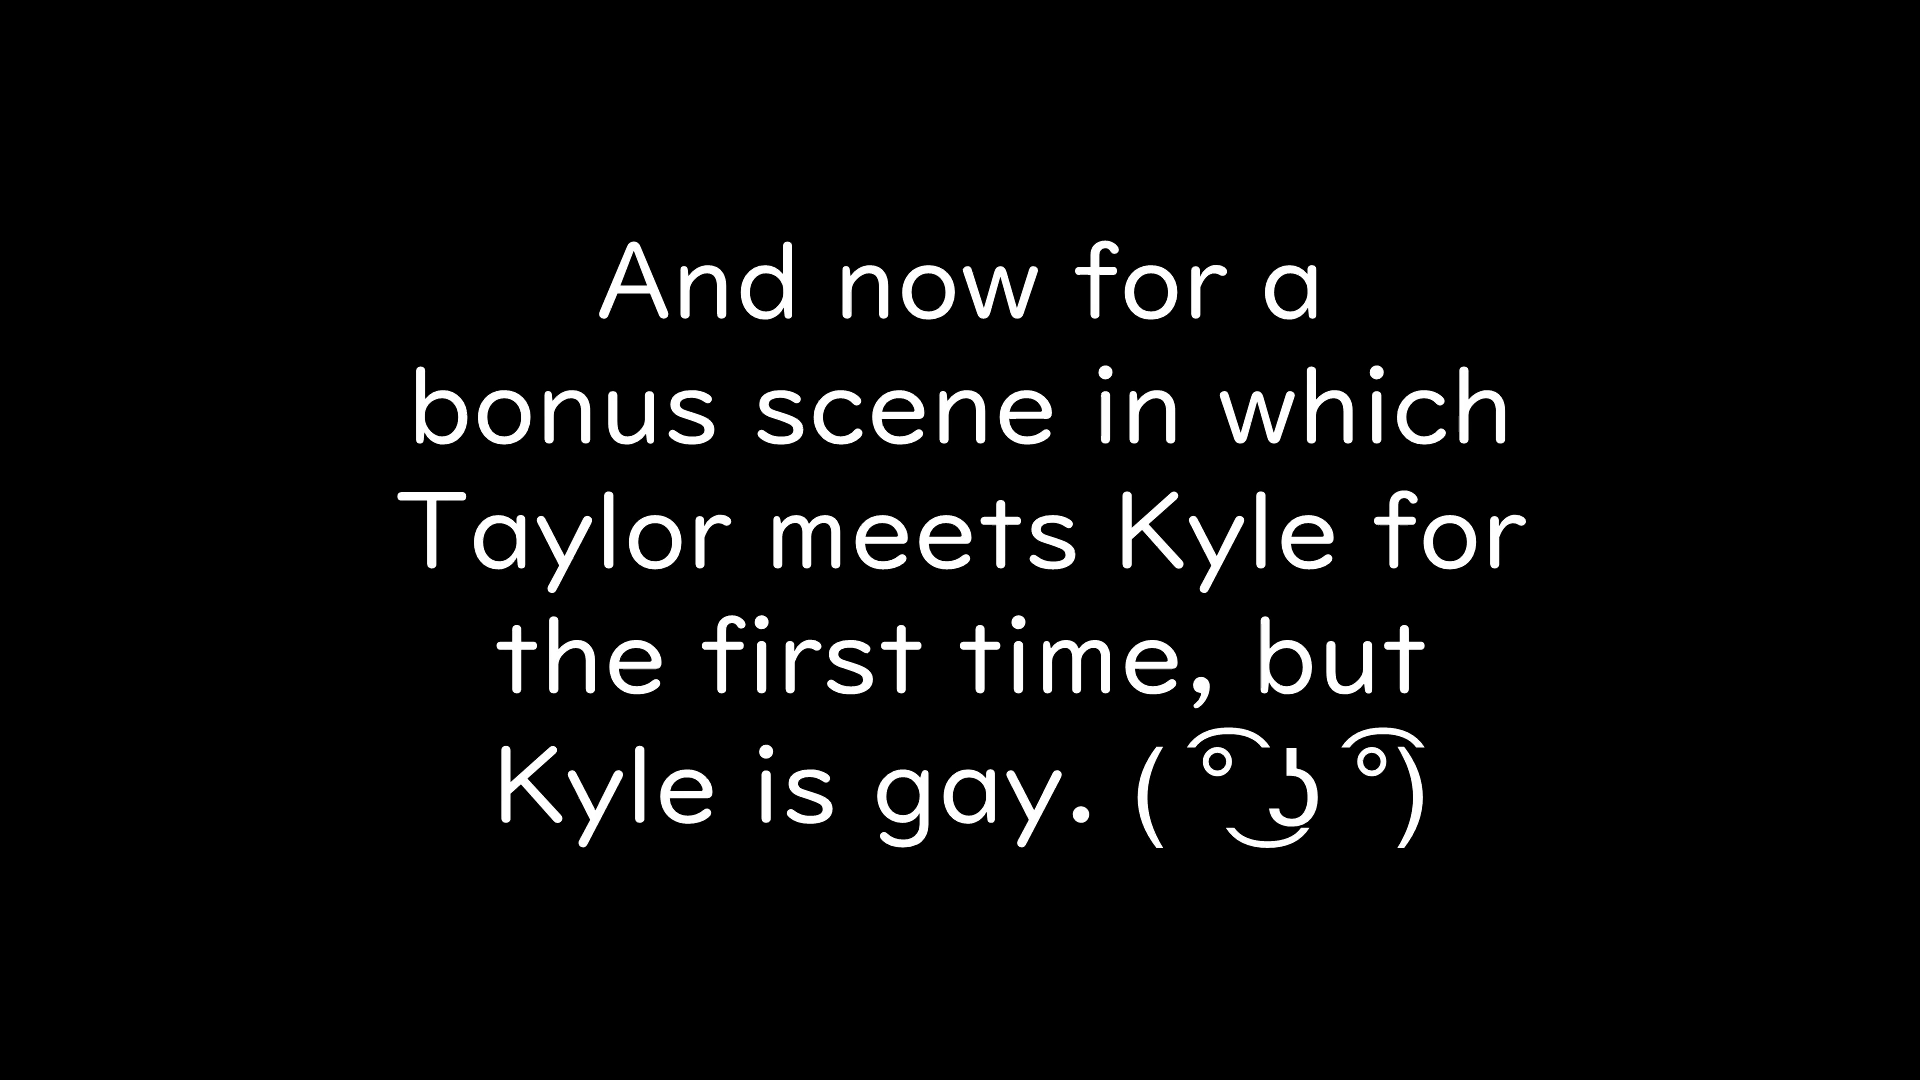 And now for a
bonus scene in which
Taylor meets Kyle for
the first time, but
Kyle is gay. ( ͡° ͜ʖ ͡°)